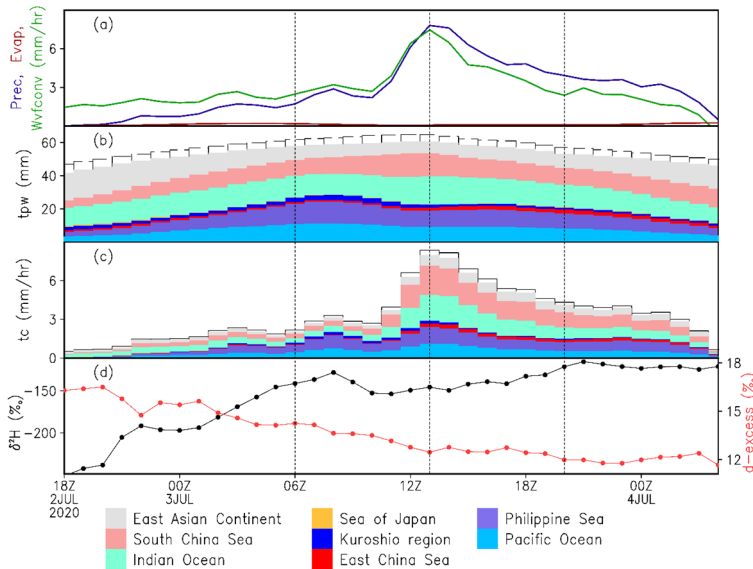 (a)
Prec, Evap,
Wvfconv (mm/hr)
6
3
(b)
tpw (mm)
60
40
20
(c)
tc (mm/hr)
6
3
0
(d)
δ²H (‰)
−150
−200
18
15
12
d-excess (‰)
18Z
2JUL
2020
00Z
3JUL
06Z
12Z
18Z
00Z
4JUL
East Asian Continent
Sea of Japan
Philippine Sea
South China Sea
Kuroshio region
Pacific Ocean
Indian Ocean
East China Sea